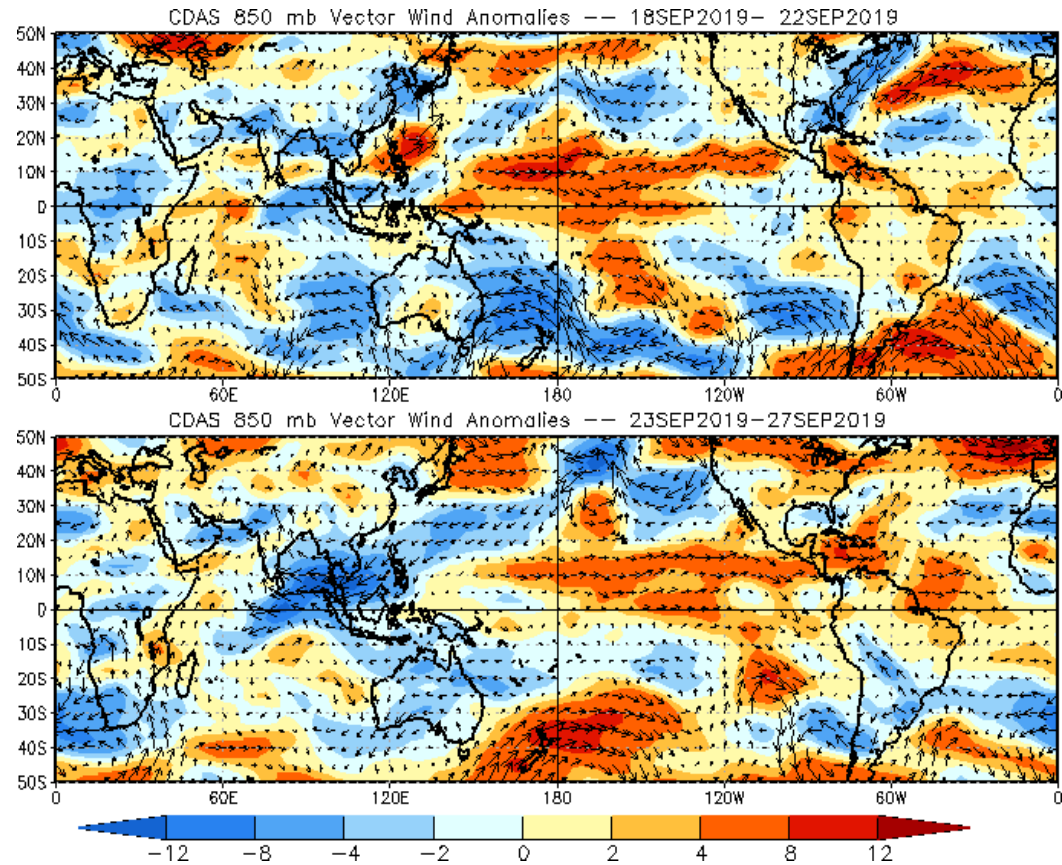 CDAS 850 mb Vector Wind Anomalies -- 18SEP2019- 22SEP2019
50N
40N
30N
20N
10N
0
10S
20S
30S
40S
50S
0 60E 120E 180 120W 60W 0
CDAS 850 mb Vector Wind Anomalies -- 23SEP2019-27SEP2019
50N
40N
30N
20N
10N
0
10S
20S
30S
40S
50S
0 60E 120E 180 120W 60W 0
-12 -8 -4 -2 0 2 4 8 12